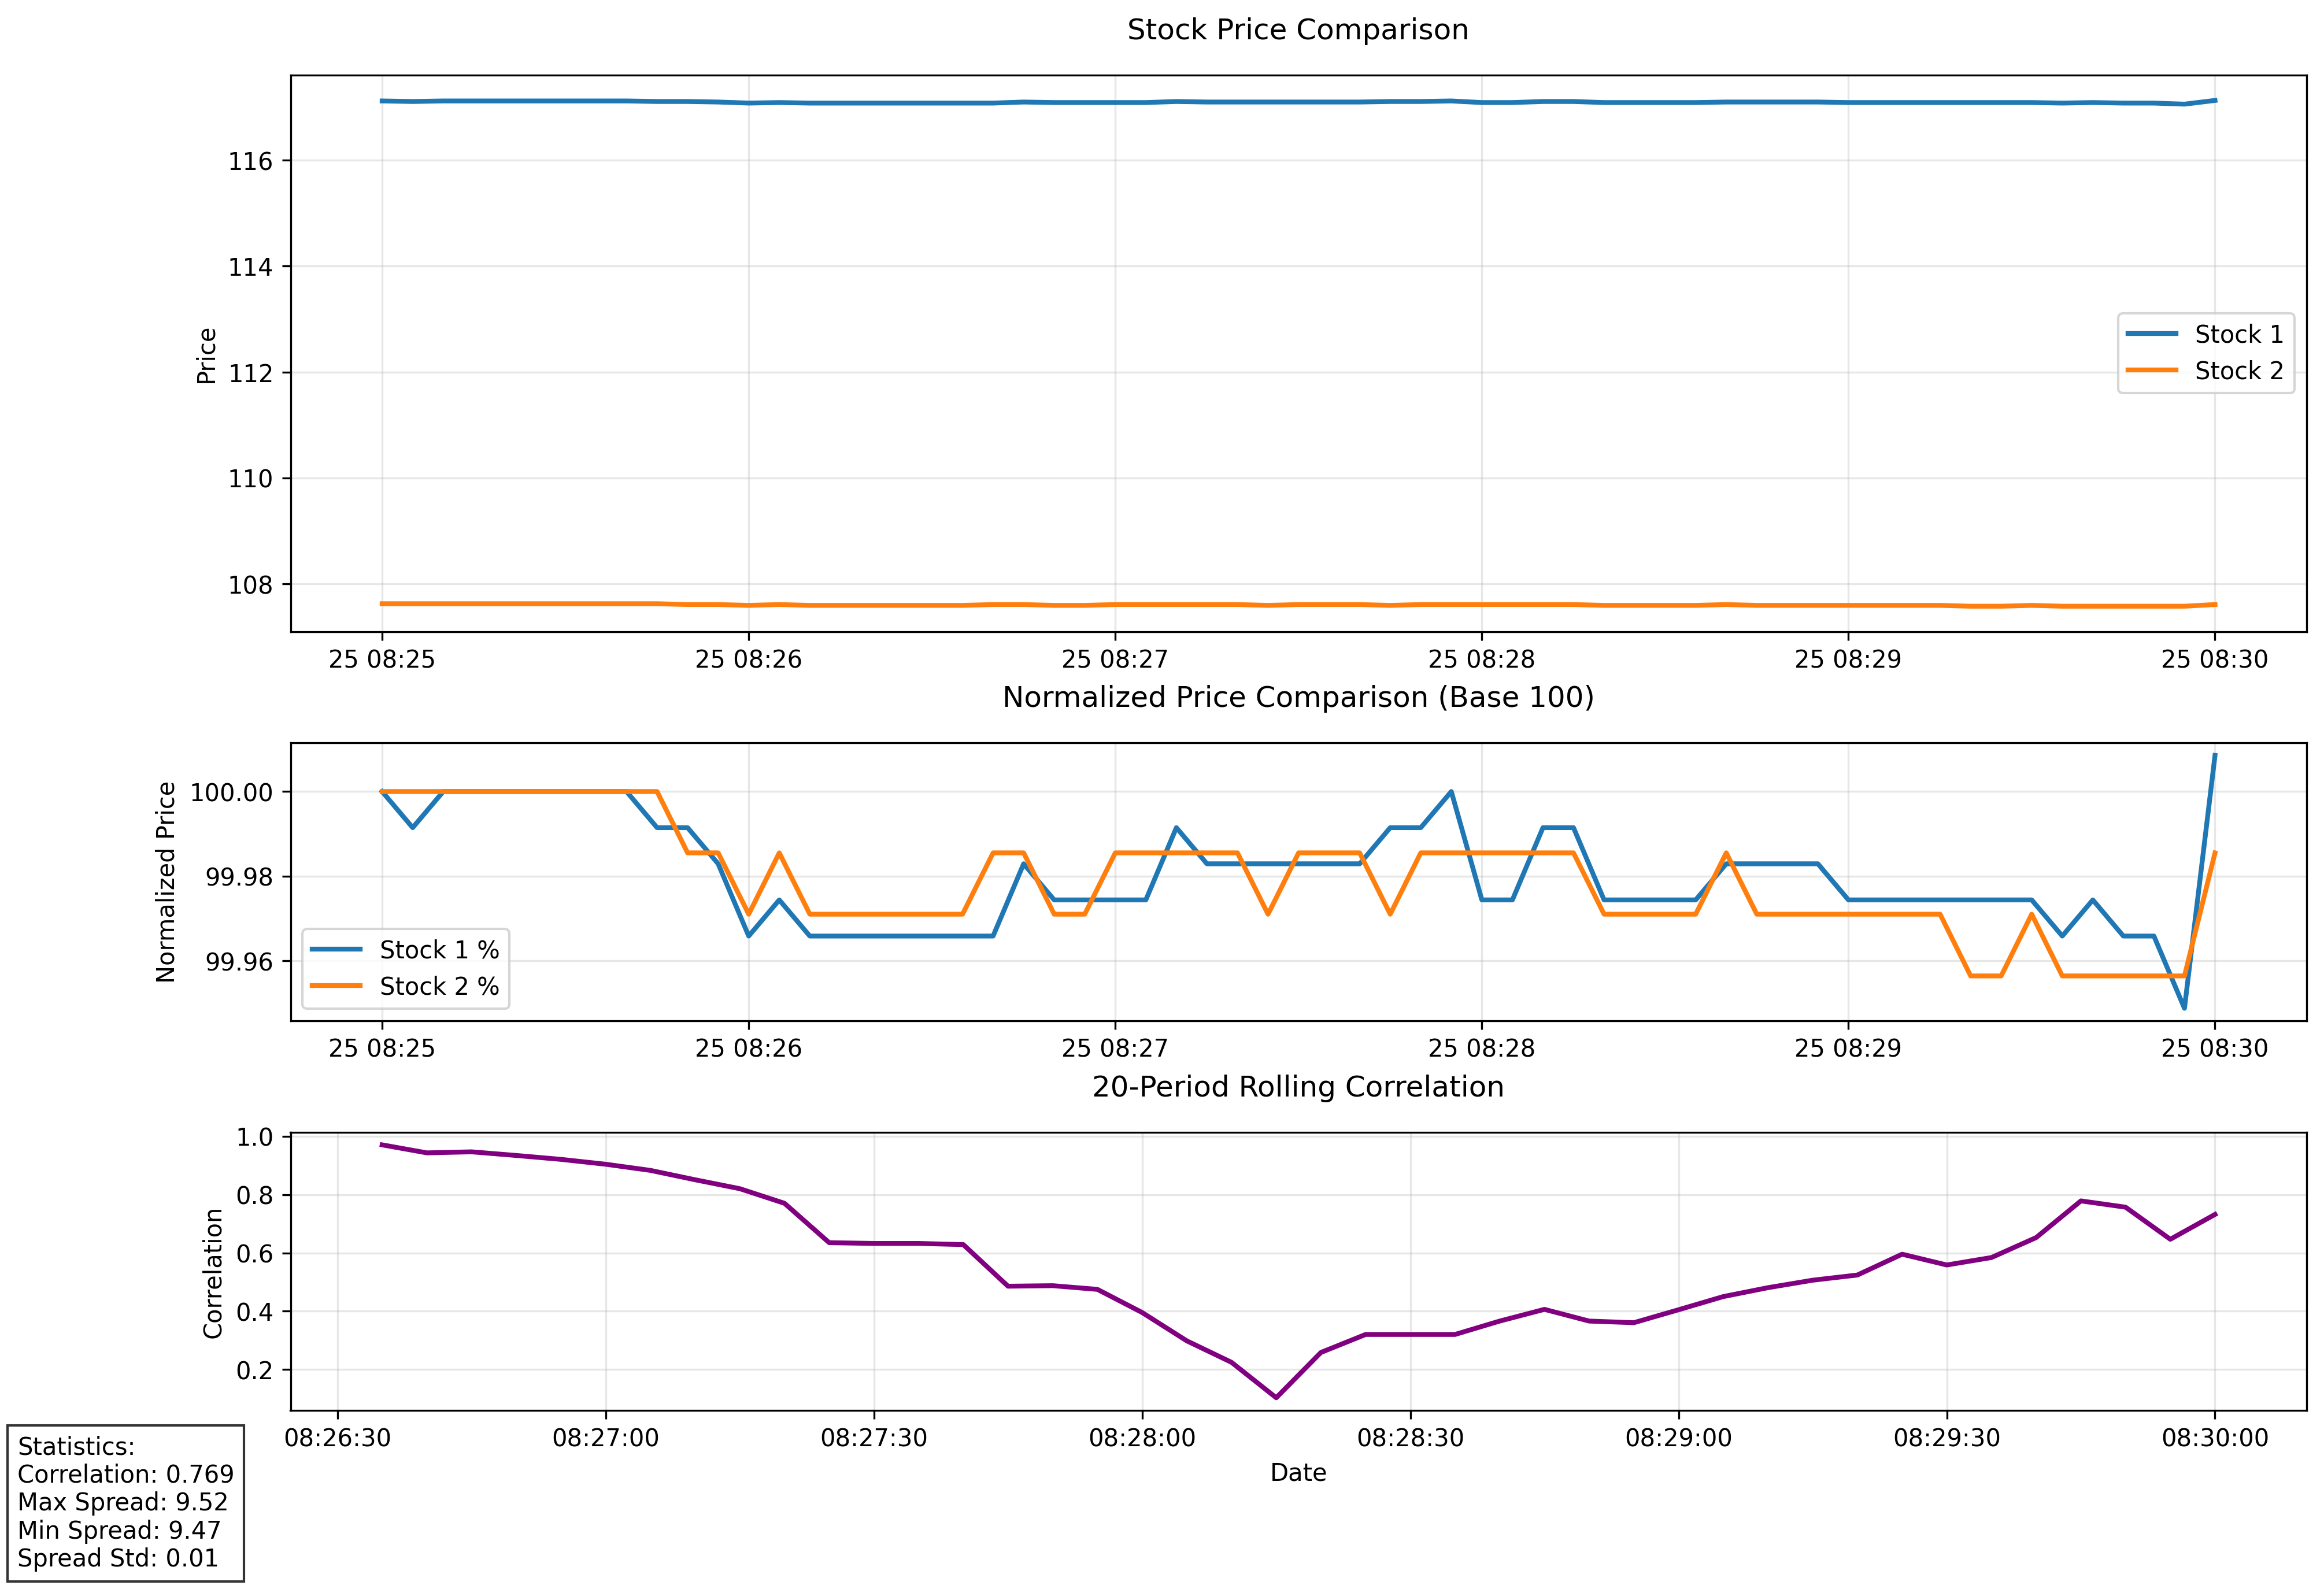 Stock Price Comparison
Price
116
114
112
110
108
Stock 1
Stock 2
25 08:25
25 08:26
25 08:27
25 08:28
25 08:29
25 08:30
Normalized Price Comparison (Base 100)
Normalized Price
100.00
99.98
99.96
Stock 1 %
Stock 2 %
25 08:25
25 08:26
25 08:27
25 08:28
25 08:29
25 08:30
20-Period Rolling Correlation
Correlation
1.0
0.8
0.6
0.4
0.2
08:26:30
08:27:00
08:27:30
08:28:00
08:28:30
08:29:00
08:29:30
08:30:00
Date
Statistics:
Correlation: 0.769
Max Spread: 9.52
Min Spread: 9.47
Spread Std: 0.01